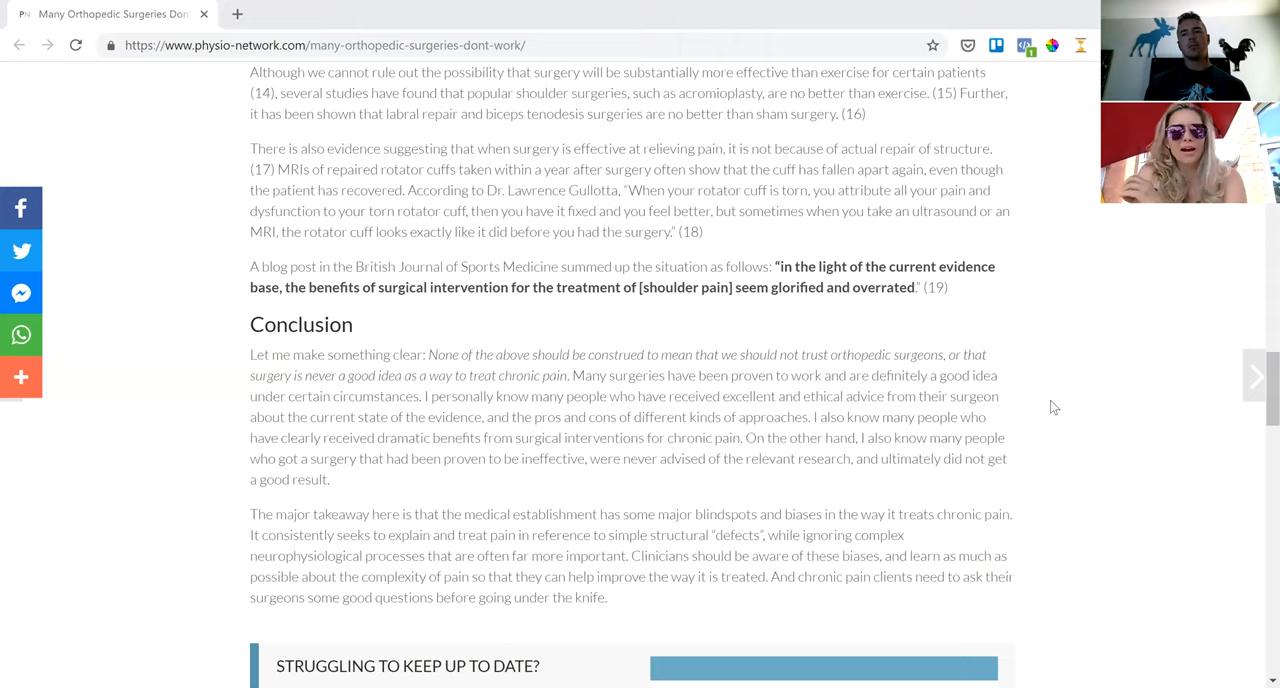 PN Many Orthopedic Surgeries Don
https://www.physio-network.com/many-orthopedic-surgeries-dont-work/
1
Although we cannot rule out the possibility that surgery will be substantially more effective than exercise for certain patients
(14), several studies have found that popular shoulder surgeries, such as acromioplasty, are no better than exercise. (15) Further,
it has been shown that labral repair and biceps tenodesis surgeries are no better than sham surgery. (16)
There is also evidence suggesting that when surgery is effective at relieving pain, it is not because of actual repair of structure.
(17) MRIs of repaired rotator cuffs taken within a year after surgery often show that the cuff has fallen apart again, even though
the patient has recovered. According to Dr. Lawrence Gullotta, “When your rotator cuff is torn, you attribute all your pain and
dysfunction to your torn rotator cuff, then you have it fixed and you feel better, but sometimes when you take an ultrasound or an
MRI, the rotator cuff looks exactly like it did before you had the surgery.” (18)
A blog post in the British Journal of Sports Medicine summed up the situation as follows: “in the light of the current evidence
base, the benefits of surgical intervention for the treatment of [shoulder pain] seem glorified and overrated.” (19)
Conclusion
Let me make something clear: None of the above should be construed to mean that we should not trust orthopedic surgeons, or that
surgery is never a good idea as a way to treat chronic pain. Many surgeries have been proven to work and are definitely a good idea
under certain circumstances. I personally know many people who have received excellent and ethical advice from their surgeon
about the current state of the evidence, and the pros and cons of different kinds of approaches. I also know many people who
have clearly received dramatic benefits from surgical interventions for chronic pain. On the other hand, I also know many people
who got a surgery that had been proven to be ineffective, were never advised of the relevant research, and ultimately did not get
a good result.
The major takeaway here is that the medical establishment has some major blindspots and biases in the way it treats chronic pain.
It consistently seeks to explain and treat pain in reference to simple structural “defects”, while ignoring complex
neurophysiological processes that are often far more important. Clinicians should be aware of these biases, and learn as much as
possible about the complexity of pain so that they can help improve the way it is treated. And chronic pain clients need to ask their
surgeons some good questions before going under the knife.
STRUGGLING TO KEEP UP TO DATE?